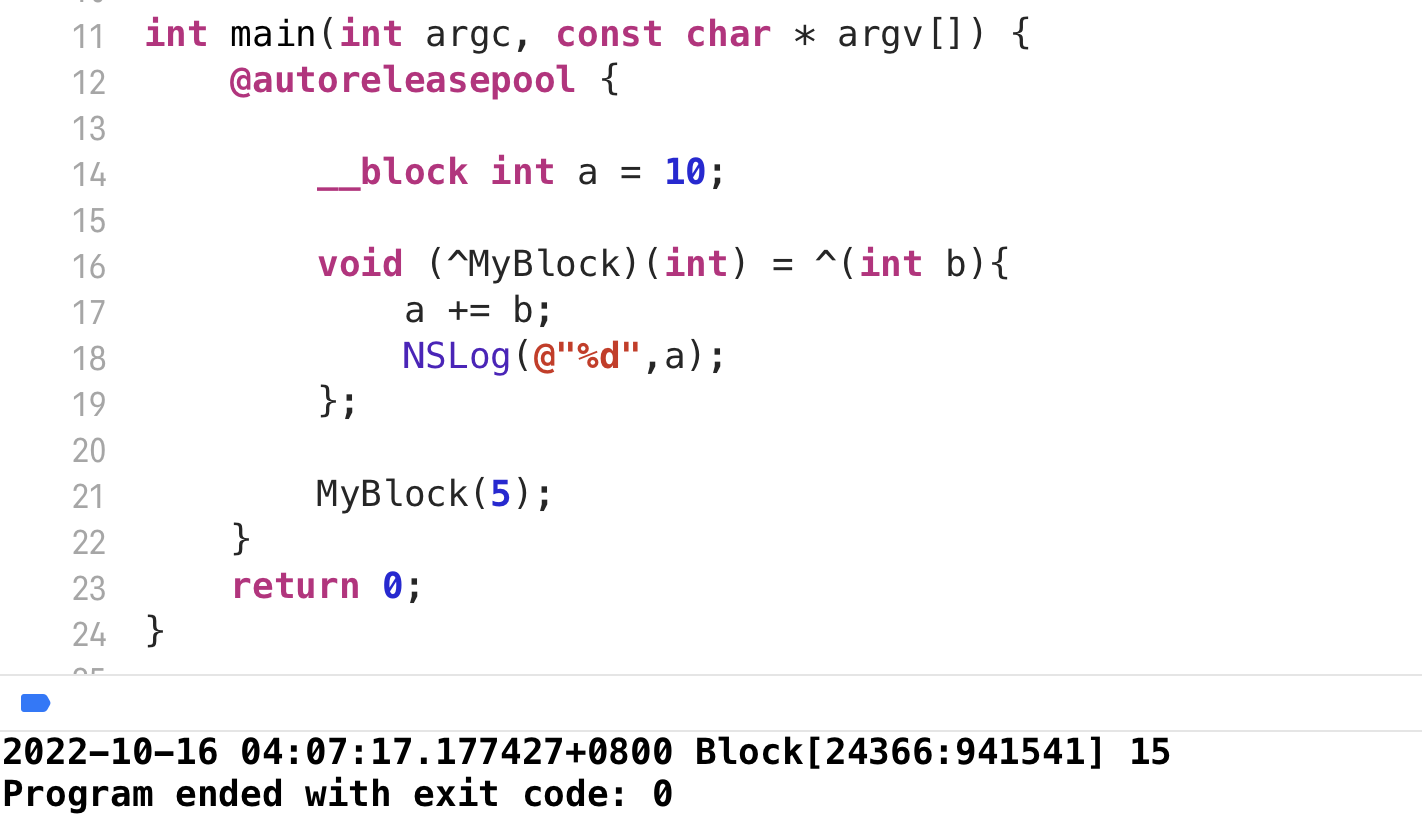 11 int main(int argc, const char * argv[]) {
12     @autoreleasepool {
13
14         __block int a = 10;
15
16         void (^MyBlock)(int) = ^(int b){
17             a += b;
18             NSLog(@"%d",a);
19         };
20
21         MyBlock(5);
22     }
23     return 0;
24 }
2022-10-16 04:07:17.177427+0800 Block[24366:941541] 15
Program ended with exit code: 0